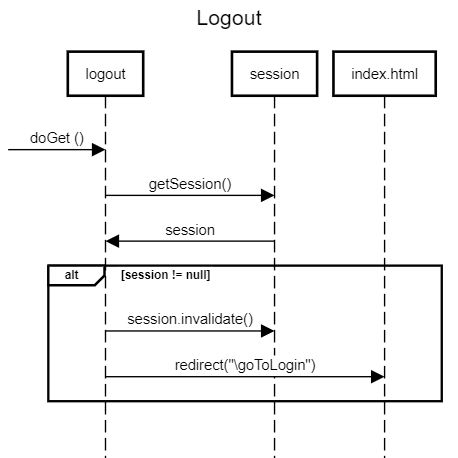 Logout
logout
session
index.html
doGet ()
getSession()
session
alt
[session != null]
session.invalidate()
redirect("\goToLogin")